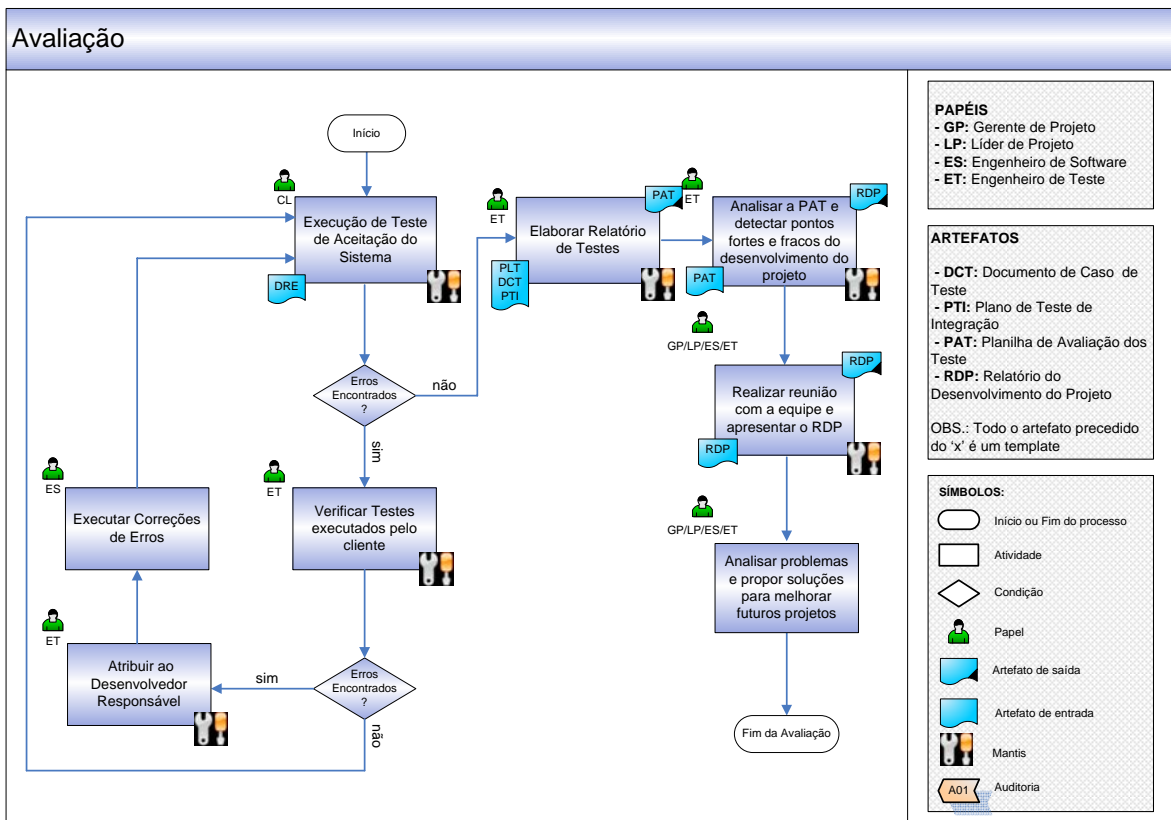 Avaliação
Início
CL
Execução de Teste
de Aceitação do
Sistema
DRE
Erros
Encontrados
?
não
sim
ET
Verificar Testes
executados pelo
cliente
Erros
Encontrados
?
sim
não
ET
Atribuir ao
Desenvolvedor
Responsável
ES
Executar Correções
de Erros
ET
PAT
Elaborar Relatório
de Testes
PLT
DCT
PTI
ET
RDP
Analisar a PAT e
detectar pontos
fortes e fracos do
desenvolvimento do
projeto
PAT
GP/LP/ES/ET
RDP
Realizar reunião
com a equipe e
apresentar o RDP
RDP
GP/LP/ES/ET
Analisar problemas
e propor soluções
para melhorar
futuros projetos
Fim da Avaliação
PAPÉIS
- GP: Gerente de Projeto
- LP: Líder de Projeto
- ES: Engenheiro de Software
- ET: Engenheiro de Teste
ARTEFATOS
- DCT: Documento de Caso de
Teste
- PTI: Plano de Teste de
Integração
- PAT: Planilha de Avaliação dos
Teste
- RDP: Relatório do
Desenvolvimento do Projeto
OBS.: Todo o artefato precedido
do ‘x’ é um template
SÍMBOLOS:
Início ou Fim do processo
Atividade
Condição
Papel
Artefato de saída
Artefato de entrada
Mantis
A01
Auditoria